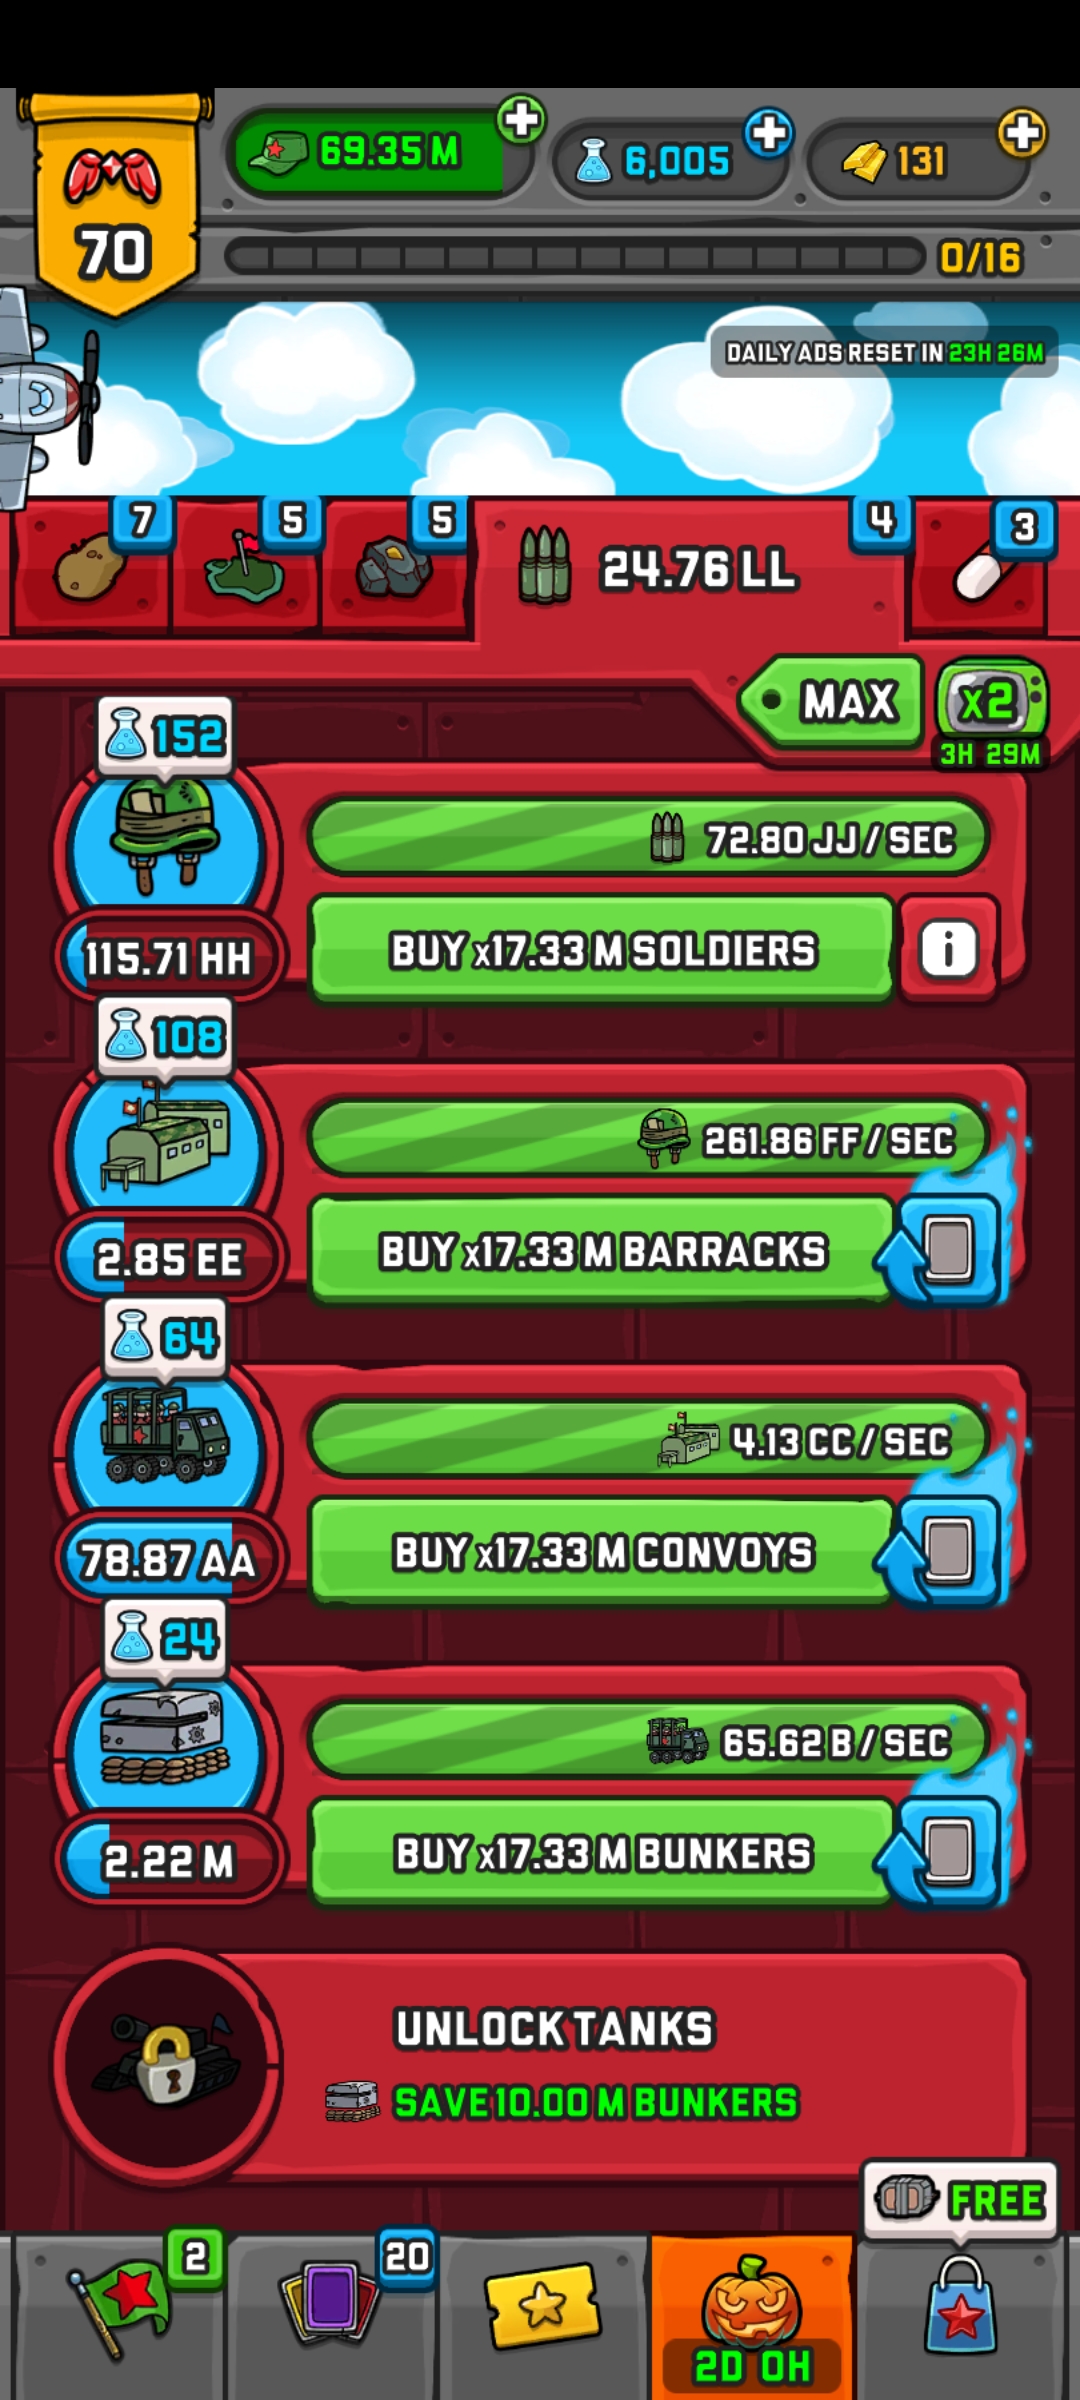 69.35 M
6,005
131
70
0/16
DAILY ADS RESET IN 23H 26M
7
5
5
24.76 LL
4
3
MAX
x2
3H 29M
152
72.80 JJ / SEC
115.71 HH
BUY x17.33 M SOLDIERS
i
108
261.86 FF / SEC
2.85 EE
BUY x17.33 M BARRACKS
64
4.13 CC / SEC
78.87 AA
BUY x17.33 M CONVOYS
24
65.62 B / SEC
2.22 M
BUY x17.33 M BUNKERS
UNLOCK TANKS
SAVE 10.00 M BUNKERS
FREE
2
20
2D 0H